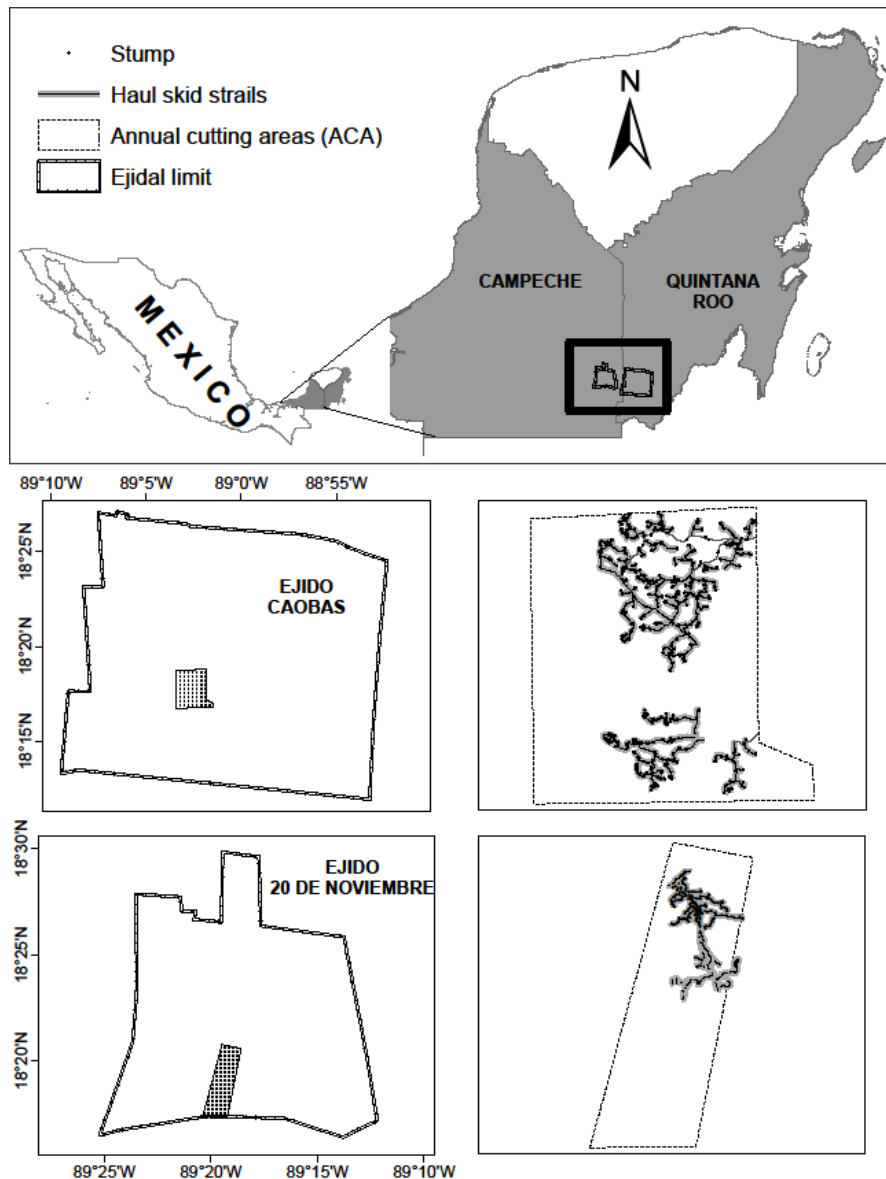 Stump
Haul skid strails
Annual cutting areas (ACA)
Ejidal limit
N
CAMPECHE
QUINTANA
ROO
MEXICO
89°10'W 89°5'W 89°0'W 88°55'W
18°25'N
18°20'N
18°15'N
EJIDO
CAOBAS
18°30'N
18°25'N
18°20'N
EJIDO
20 DE NOVIEMBRE
89°25'W 89°20'W 89°15'W 89°10'W